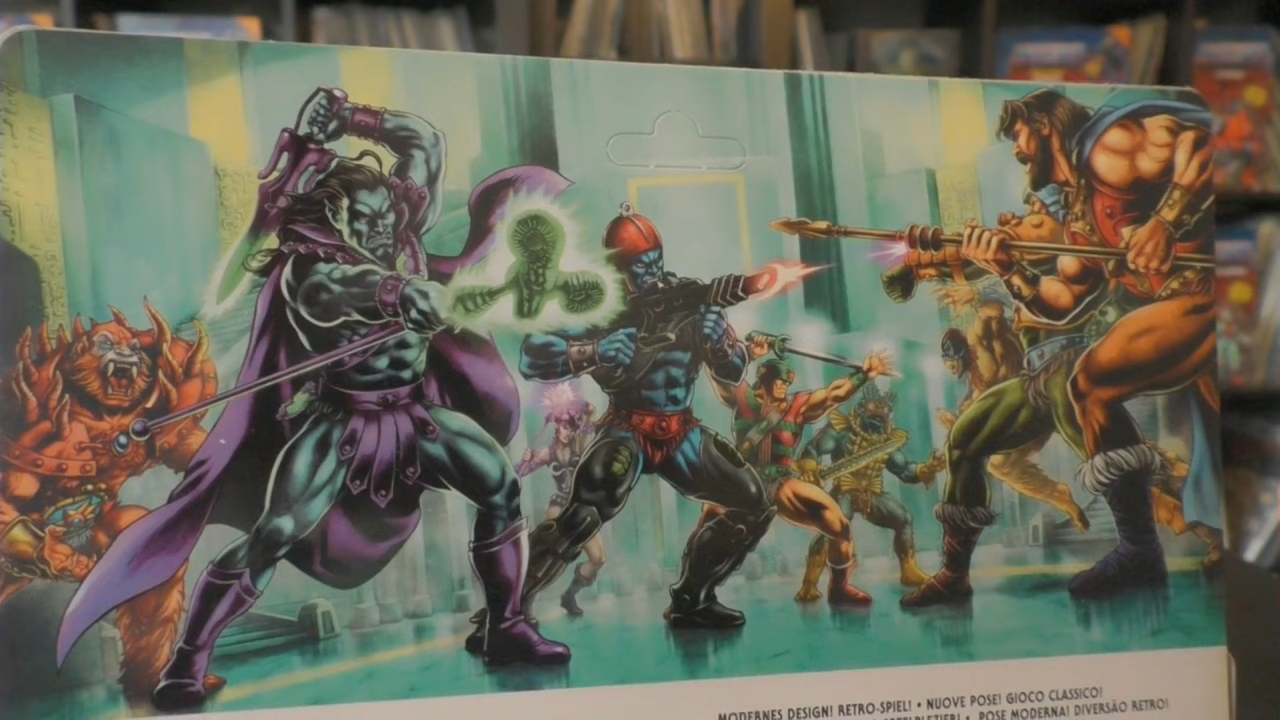 MODERNES DESIGN! RETRO-SPIEL! • NUOVE POSE! GIOCO CLASSICO!
• POSE MODERNA! DIVERSÃO RETRO!